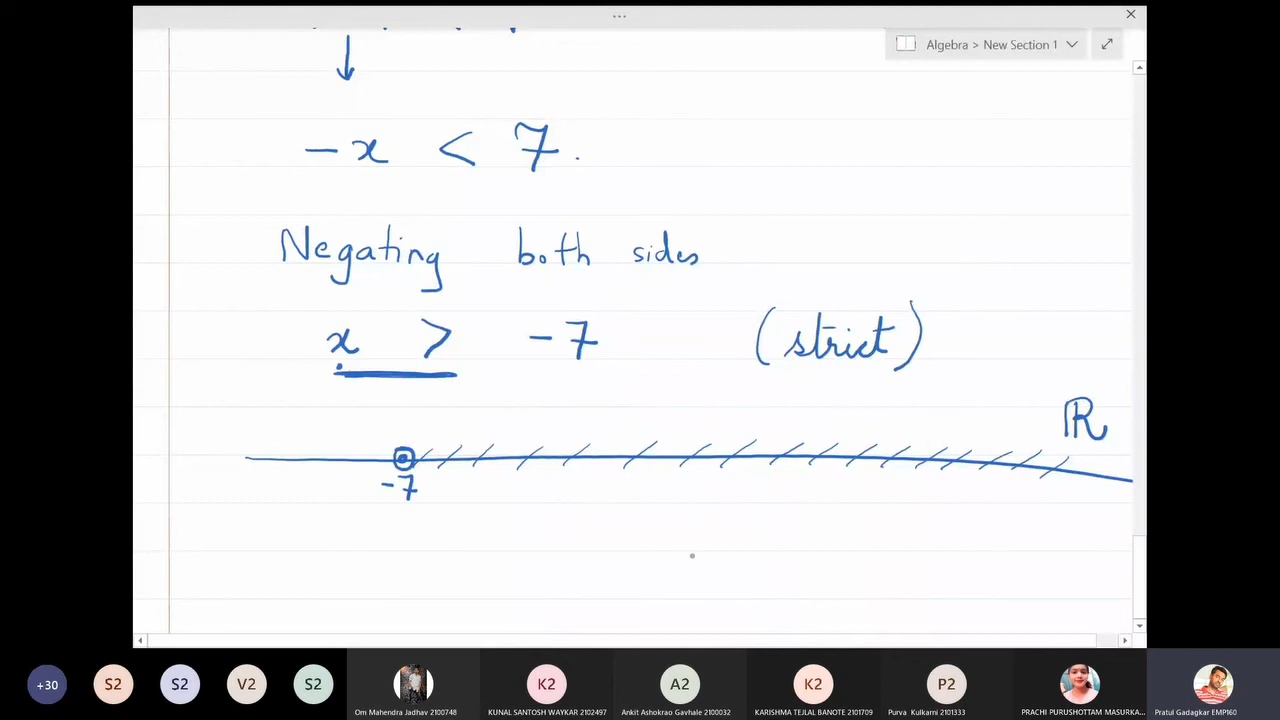 Algebra > New Section 1
-x < 7.
Negating both sides
x > -7 (strict)
ℝ
-7
+30
S2
S2
V2
S2
K2
A2
K2
P2
Om Mahendra Jadhav 2100748
KUNAL SANTOSH WAYKAR 2102497
Ankit Ashokrao Gavhale 2100032
KARISHMA TEJLAL BANOTE 2101709
Purva Kulkarni 2101333
PRACHI PURUSHOTTAM MASURKA...
Pratul Gadagkar EMP160